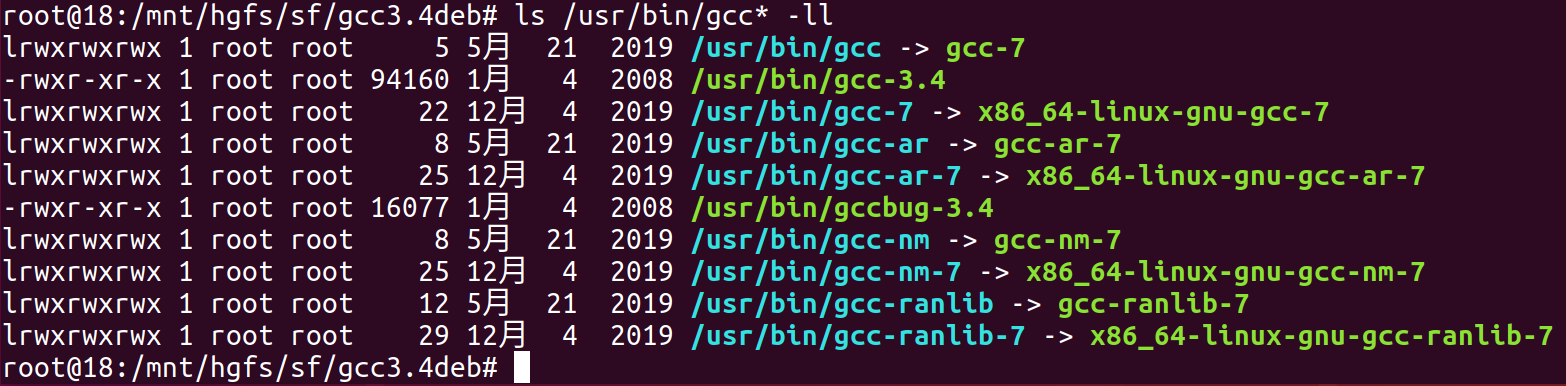 root@18:/mnt/hgfs/sf/gcc3.4deb# ls /usr/bin/gcc* -ll
lrwxrwxrwx 1 root root     5 5月   21  2019 /usr/bin/gcc -> gcc-7
-rwxr-xr-x 1 root root 94160 1月    4  2008 /usr/bin/gcc-3.4
lrwxrwxrwx 1 root root    22 12月   4  2019 /usr/bin/gcc-7 -> x86_64-linux-gnu-gcc-7
lrwxrwxrwx 1 root root     8 5月   21  2019 /usr/bin/gcc-ar -> gcc-ar-7
lrwxrwxrwx 1 root root    25 12月   4  2019 /usr/bin/gcc-ar-7 -> x86_64-linux-gnu-gcc-ar-7
-rwxr-xr-x 1 root root 16077 1月    4  2008 /usr/bin/gccbug-3.4
lrwxrwxrwx 1 root root     8 5月   21  2019 /usr/bin/gcc-nm -> gcc-nm-7
lrwxrwxrwx 1 root root    25 12月   4  2019 /usr/bin/gcc-nm-7 -> x86_64-linux-gnu-gcc-nm-7
lrwxrwxrwx 1 root root    12 5月   21  2019 /usr/bin/gcc-ranlib -> gcc-ranlib-7
lrwxrwxrwx 1 root root    29 12月   4  2019 /usr/bin/gcc-ranlib-7 -> x86_64-linux-gnu-gcc-ranlib-7
root@18:/mnt/hgfs/sf/gcc3.4deb#